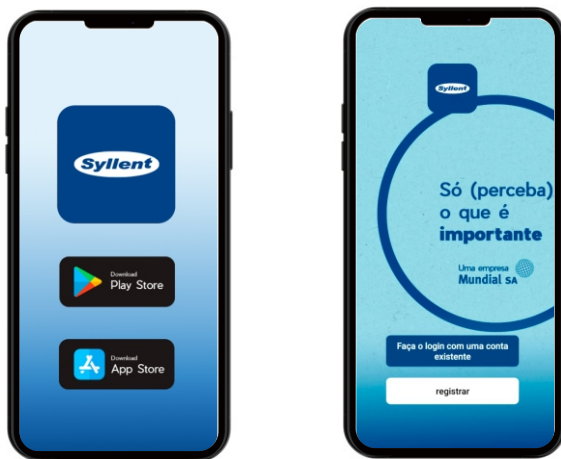 Syllent
Download
Play Store
Download
App Store
Syllent
Só (perceba)
o que é
importante
Uma empresa
Mundial SA
Faça o login com uma conta
existente
registrar